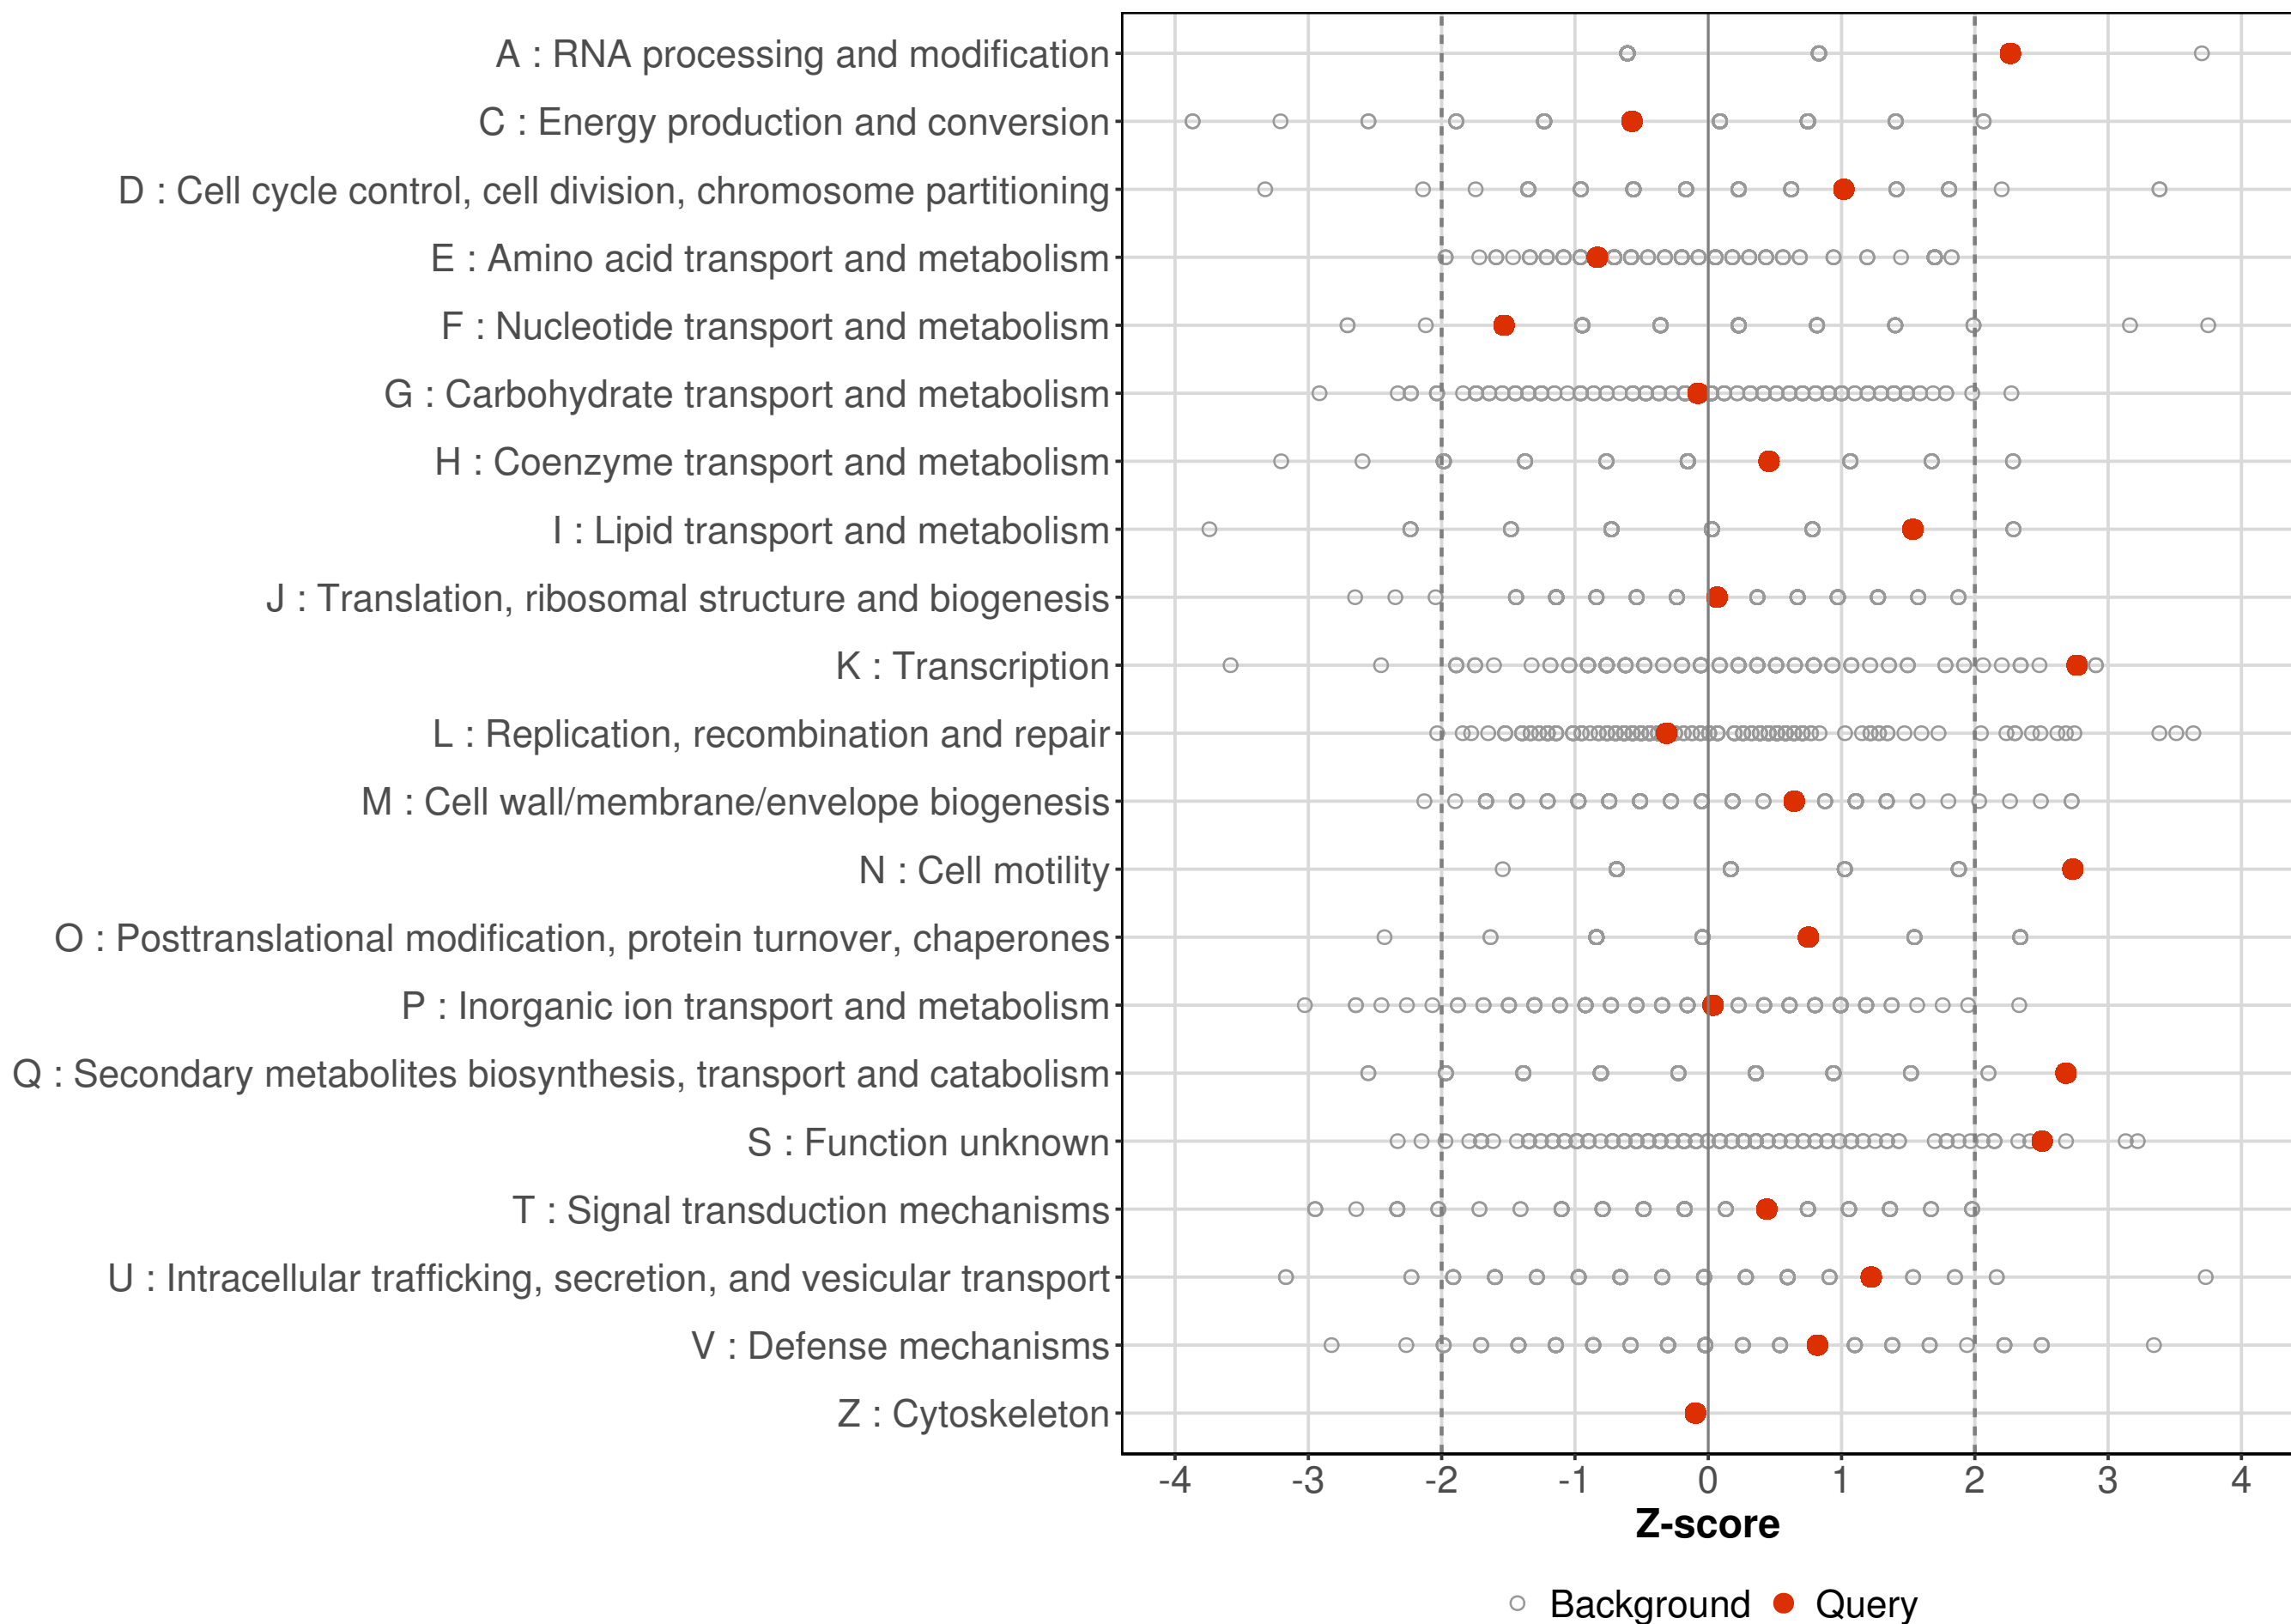 A : RNA processing and modification
C : Energy production and conversion
D : Cell cycle control, cell division, chromosome partitioning
E : Amino acid transport and metabolism
F : Nucleotide transport and metabolism
G : Carbohydrate transport and metabolism
H : Coenzyme transport and metabolism
I : Lipid transport and metabolism
J : Translation, ribosomal structure and biogenesis
K : Transcription
L : Replication, recombination and repair
M : Cell wall/membrane/envelope biogenesis
N : Cell motility
O : Posttranslational modification, protein turnover, chaperones
P : Inorganic ion transport and metabolism
Q : Secondary metabolites biosynthesis, transport and catabolism
S : Function unknown
T : Signal transduction mechanisms
U : Intracellular trafficking, secretion, and vesicular transport
V : Defense mechanisms
Z : Cytoskeleton
-4 -3 -2 -1 0 1 2 3 4
Z-score
Background Query